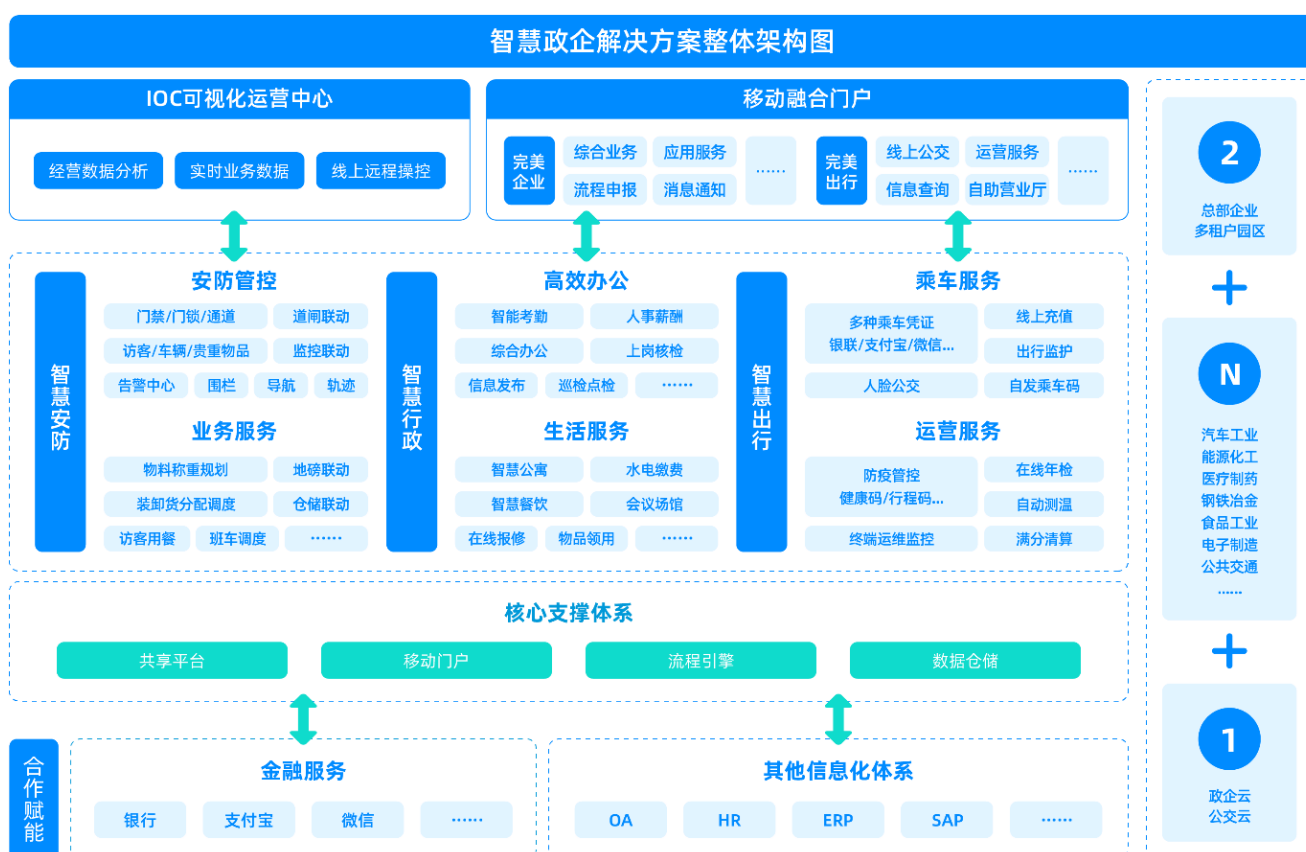 智慧政企解决方案整体架构图
IOC可视化运营中心
经营数据分析
实时业务数据
线上远程操控
移动融合门户
完美
企业
综合业务
应用服务
流程申报
消息通知
......
完美
出行
线上公交
运营服务
信息查询
自助营业厅
......
智慧安防
安防管控
门禁/门锁/通道
道闸联动
访客/车辆/贵重物品
监控联动
告警中心
围栏
导航
轨迹
业务服务
物料称重规划
地磅联动
装卸货分配调度
仓储联动
访客用餐
班车调度
......
智慧行政
高效办公
智能考勤
人事薪酬
综合办公
上岗核检
信息发布
巡检点检
......
生活服务
智慧公寓
水电缴费
智慧餐饮
会议场馆
在线报修
物品领用
......
智慧出行
乘车服务
多种乘车凭证
银联/支付宝/微信...
线上充值
出行监护
人脸公交
自发乘车码
运营服务
防疫管控
健康码/行程码...
在线年检
自动测温
终端运维监控
满分清算
核心支撑体系
共享平台
移动门户
流程引擎
数据仓储
合作赋能
金融服务
银行
支付宝
微信
......
其他信息化体系
OA
HR
ERP
SAP
......
2
总部企业
多租户园区
+
N
汽车工业
能源化工
医疗制药
钢铁冶金
食品工业
电子制造
公共交通
......
+
1
政企云
公交云